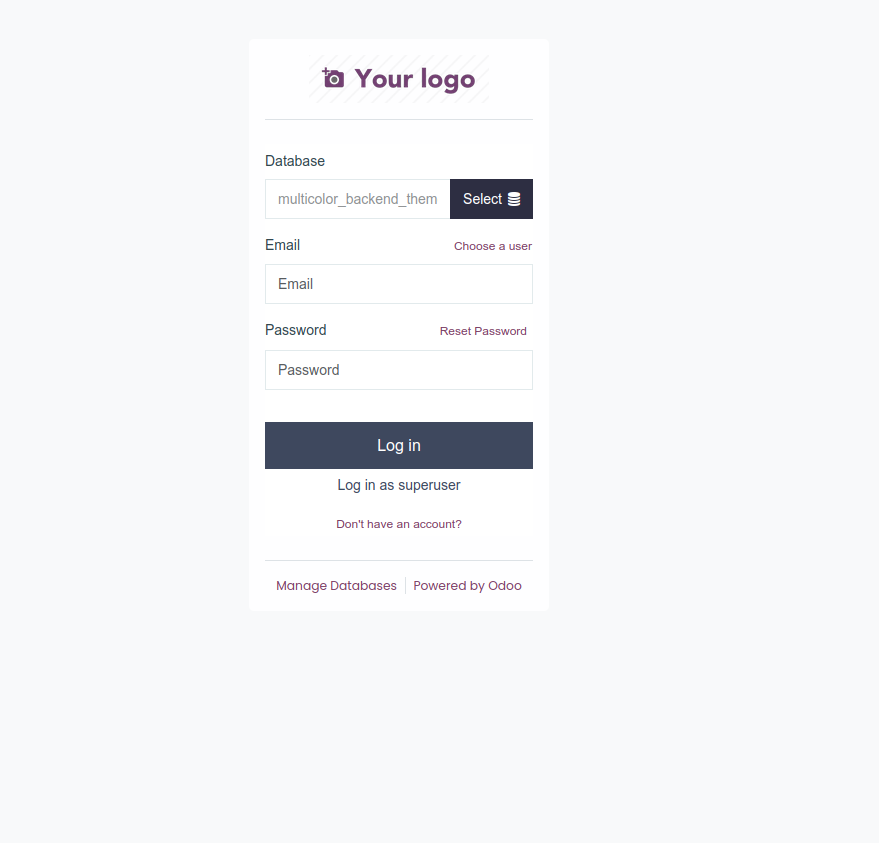 Your logo
Database
multicolor_backend_them
Select
Email
Choose a user
Email
Password
Reset Password
Password
Log in
Log in as superuser
Don't have an account?
Manage Databases
Powered by Odoo